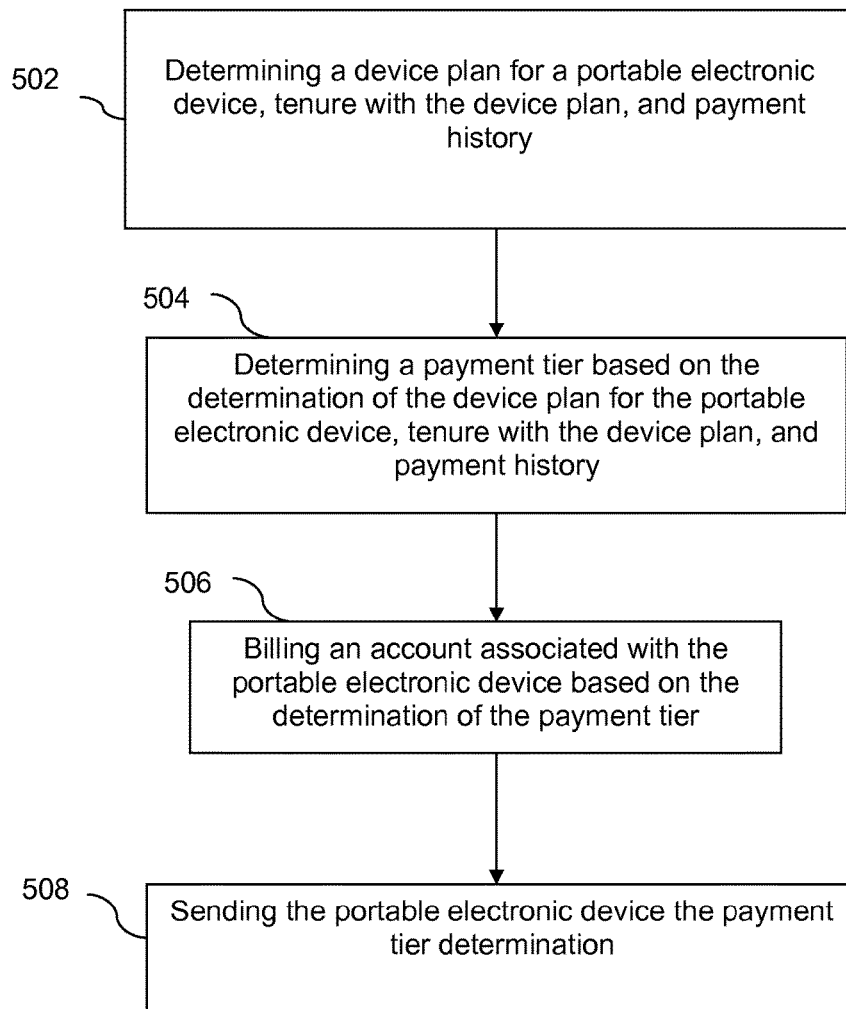 502
Determining a device plan for a portable electronic
device, tenure with the device plan, and payment
history
504
Determining a payment tier based on the
determination of the device plan for the portable
electronic device, tenure with the device plan, and
payment history
506
Billing an account associated with the
portable electronic device based on the
determination of the payment tier
508
Sending the portable electronic device the payment
tier determination